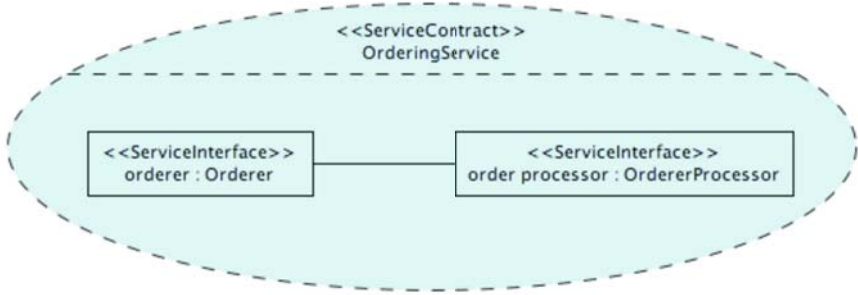 <<ServiceContract>>
OrderingService
<<ServiceInterface>>
orderer : Orderer
<<ServiceInterface>>
order processor : OrdererProcessor